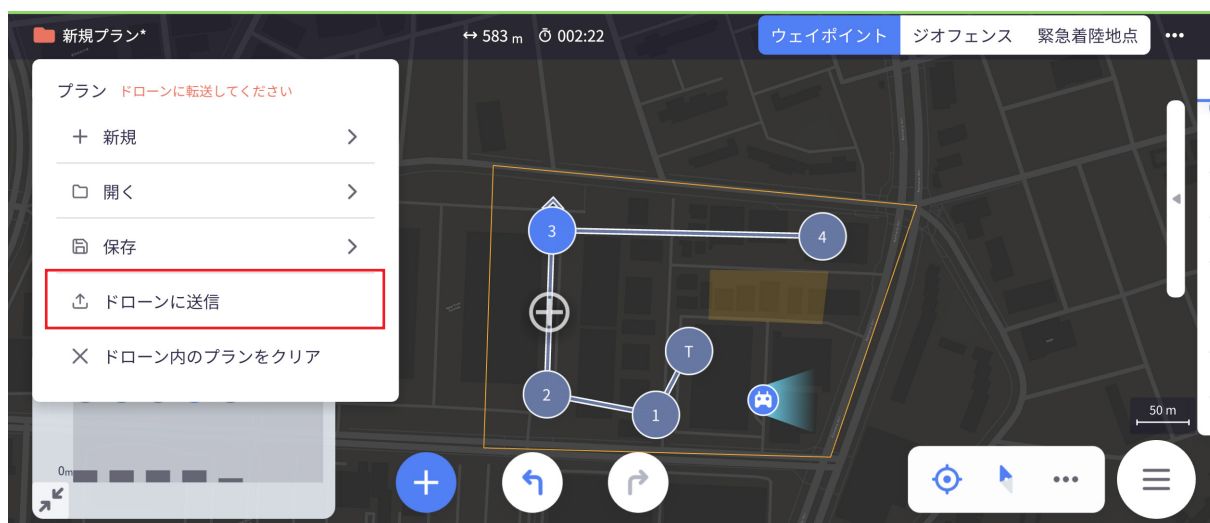 新規プラン*
583 m 002:22
ウェイポイント ジオフェンス 緊急着陸地点
プラン ドローンに転送してください
新規
開く
保存
ドローンに送信
ドローン内のプランをクリア
3
4
T
2
1
50 m
0m